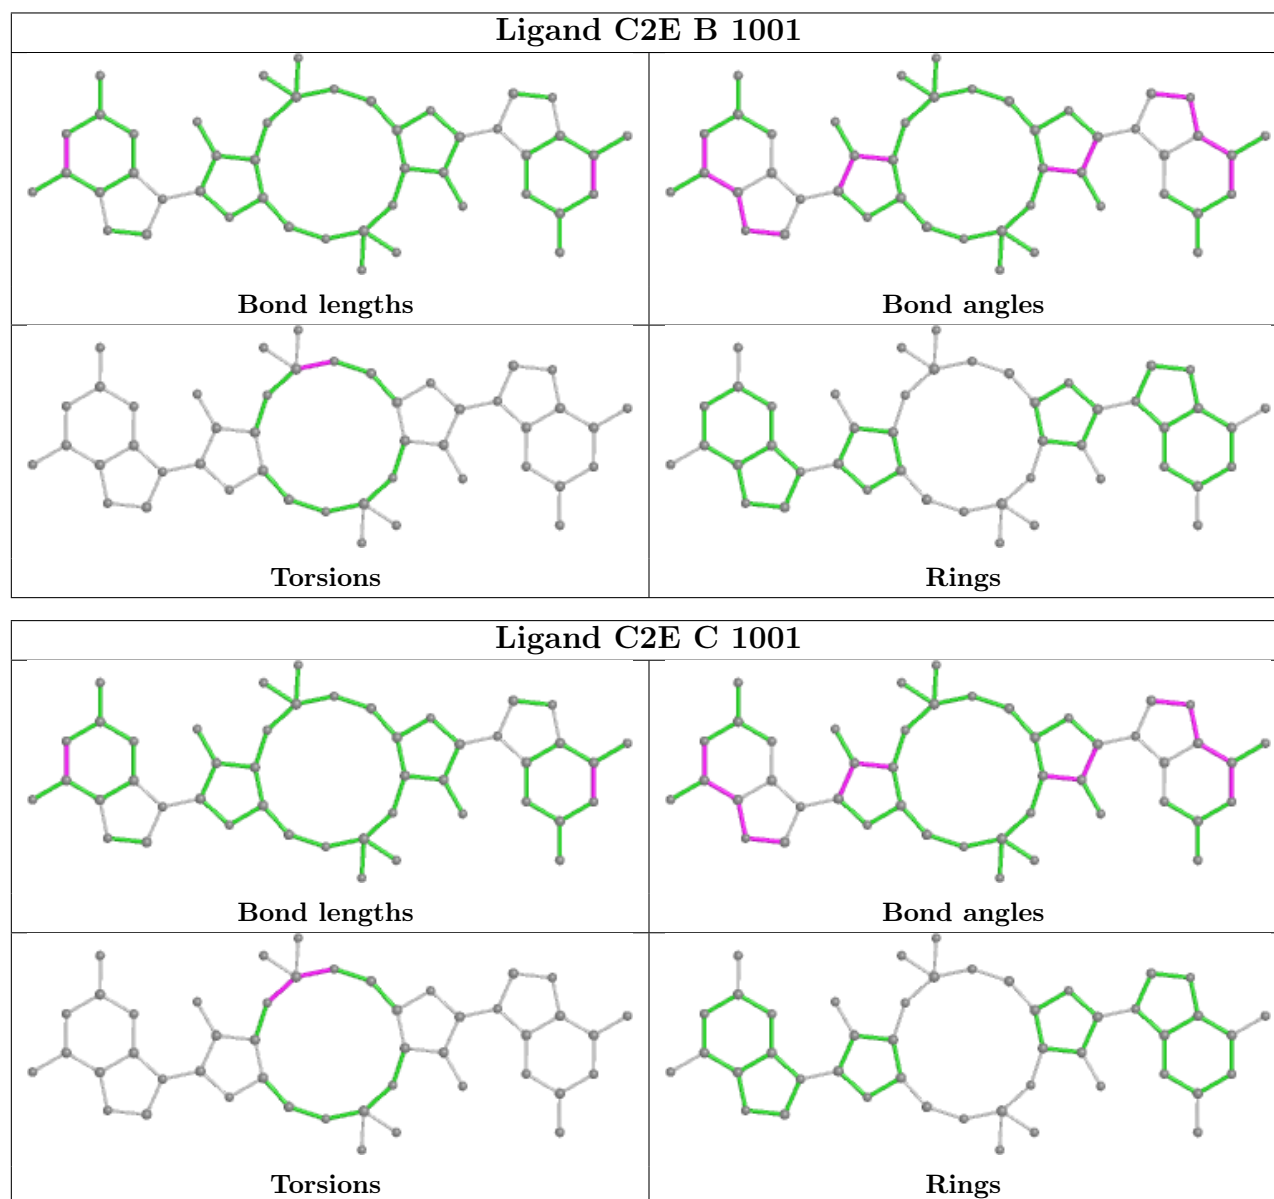 Ligand C2E B 1001
Bond lengths
Bond angles
Torsions
Rings
Ligand C2E C 1001
Bond lengths
Bond angles
Torsions
Rings